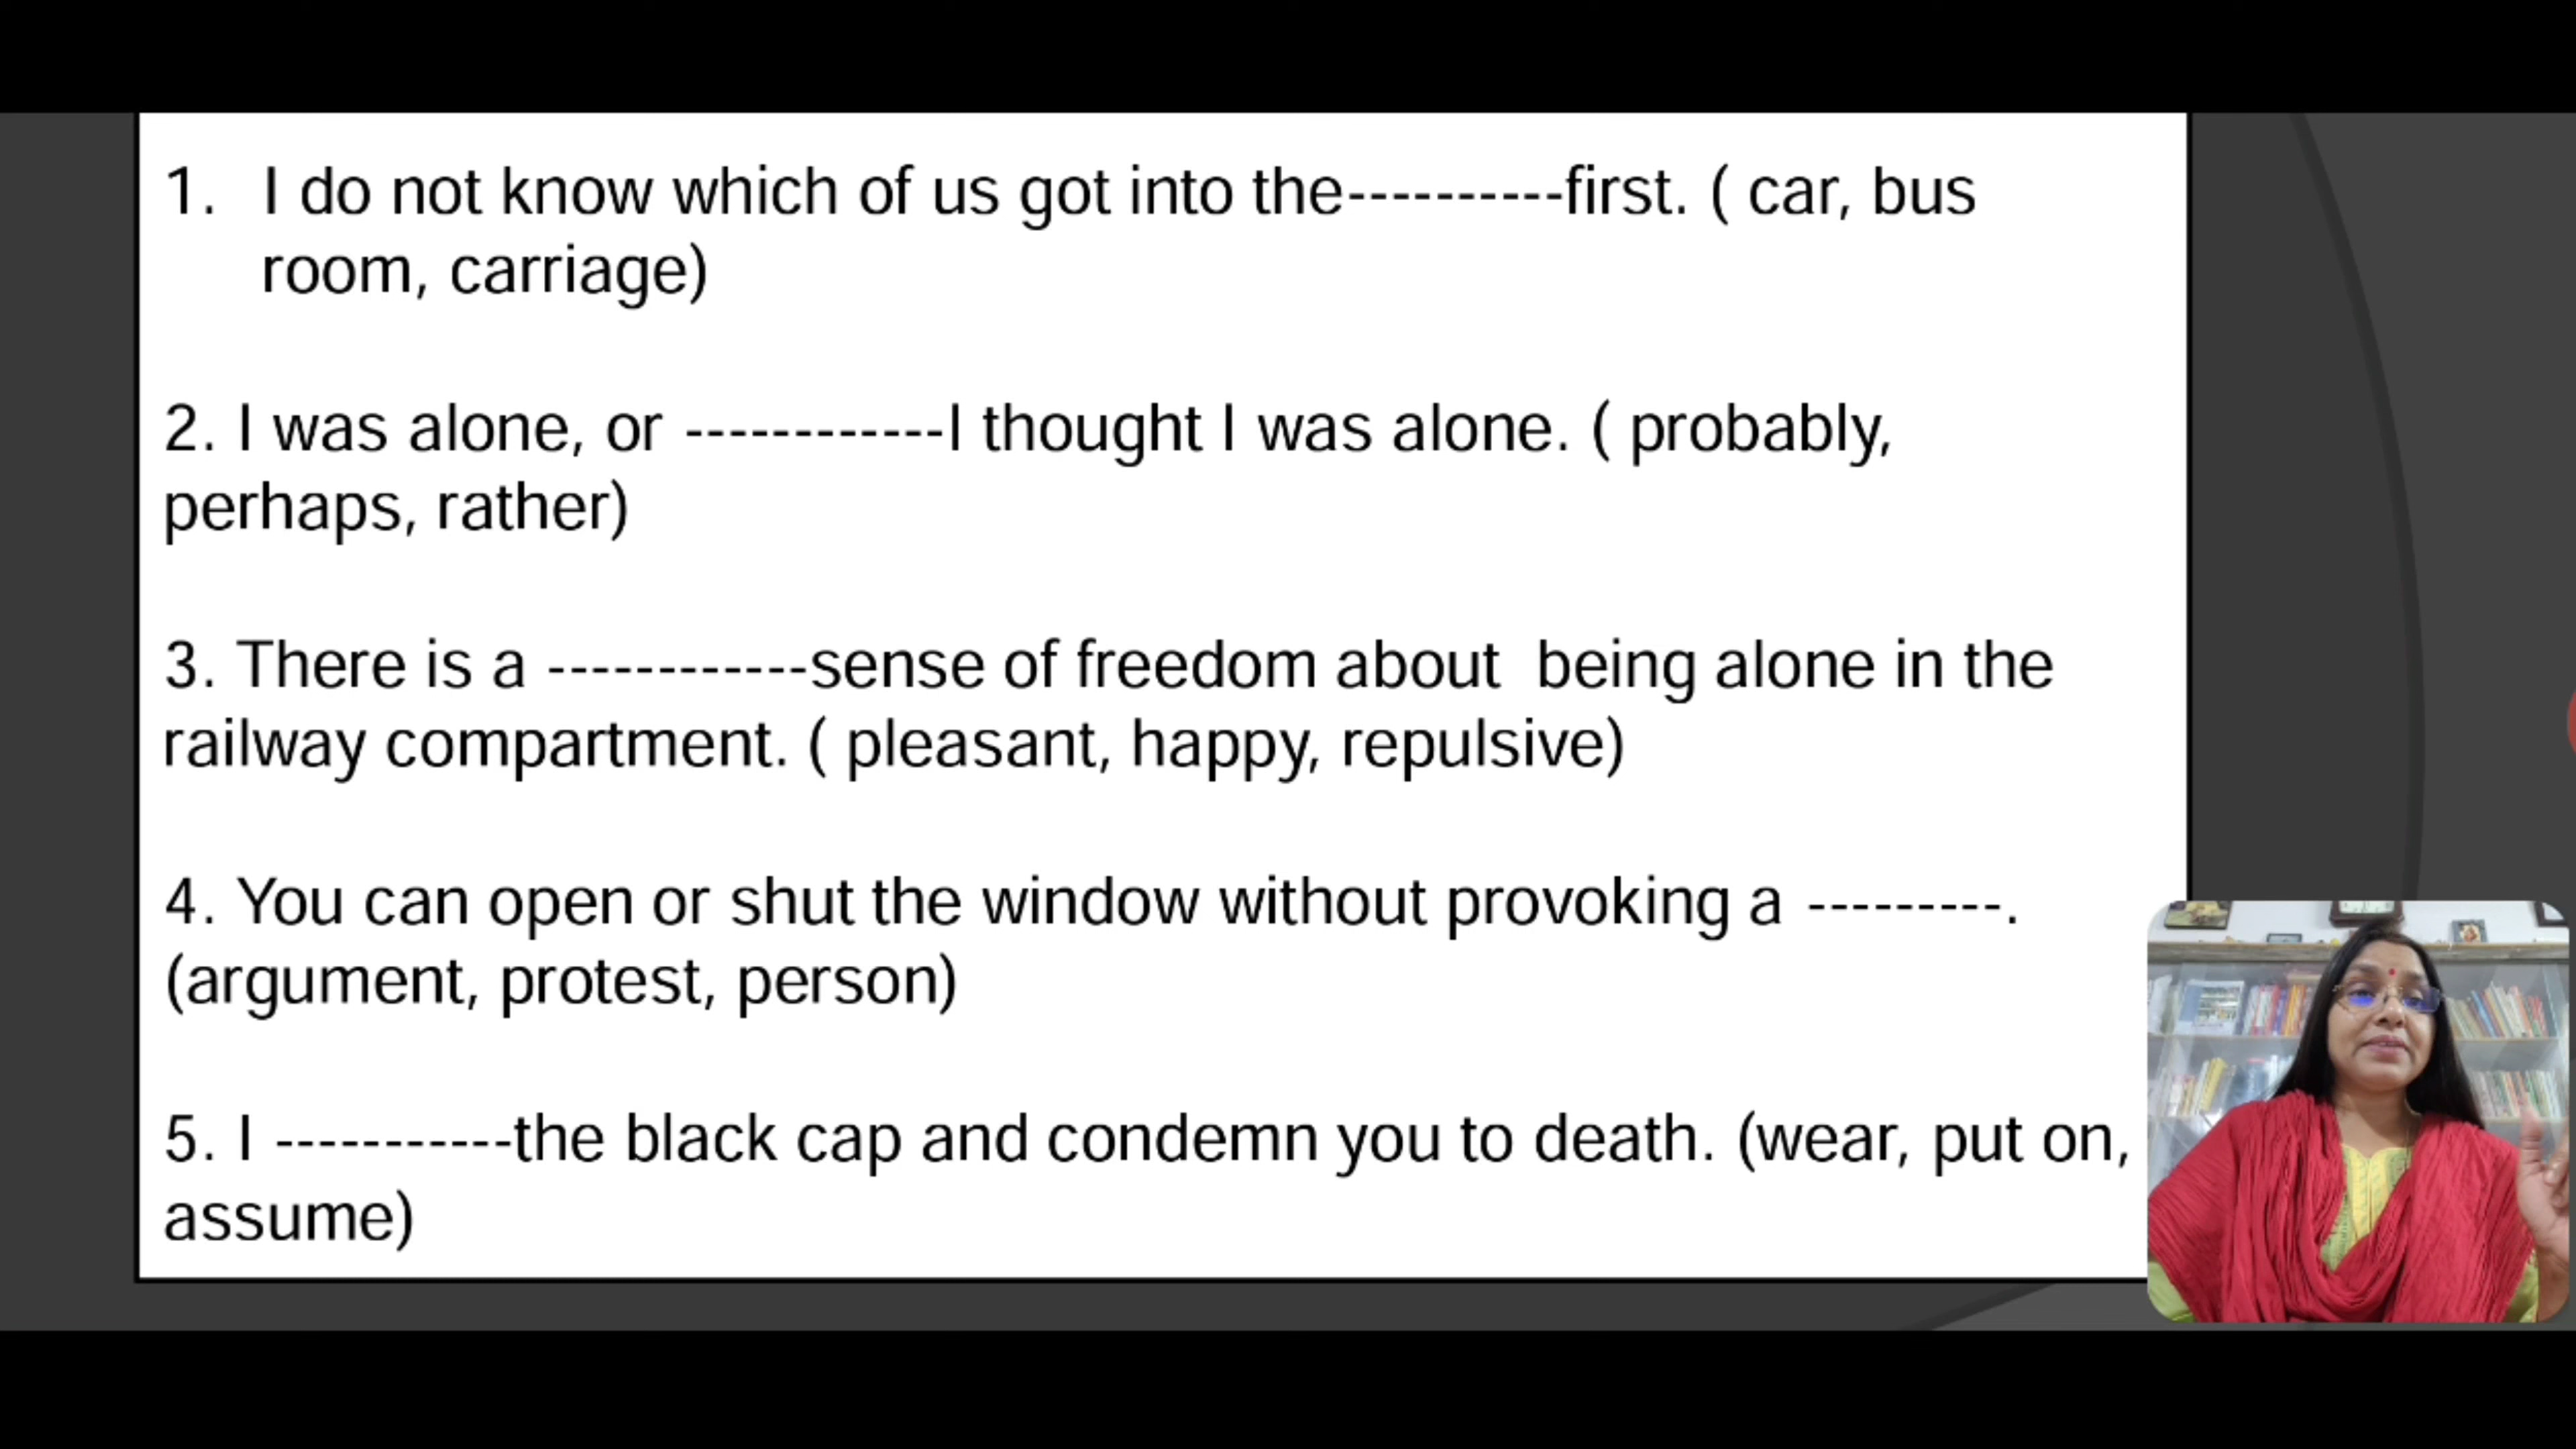 1. I do not know which of us got into the----------first. ( car, bus
room, carriage)
2. I was alone, or ------------I thought I was alone. ( probably,
perhaps, rather)
3. There is a ------------sense of freedom about  being alone in the
railway compartment. ( pleasant, happy, repulsive)
4. You can open or shut the window without provoking a ---------.
(argument, protest, person)
5. I -----------the black cap and condemn you to death. (wear, put on,
assume)